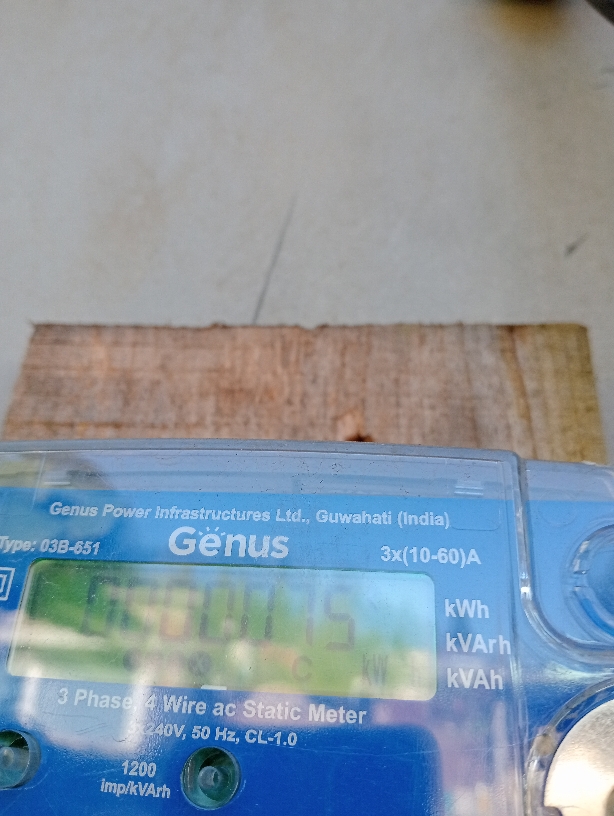 Genus Power Infrastructures Ltd., Guwahati (India)
Type: 03B-651
Genus
3x(10-60)A
kWh
kVArh
kVAh
3 Phase, 4 Wire ac Static Meter
240V, 50 Hz, CL-1.0
1200
imp/kVArh